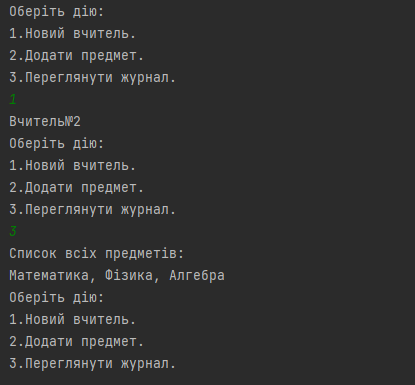 Оберіть дію:
1.Новий вчитель.
2.Додати предмет.
3.Переглянути журнал.
1
Вчитель№2
Оберіть дію:
1.Новий вчитель.
2.Додати предмет.
3.Переглянути журнал.
3
Список всіх предметів:
Математика, Фізика, Алгебра
Оберіть дію:
1.Новий вчитель.
2.Додати предмет.
3.Переглянути журнал.